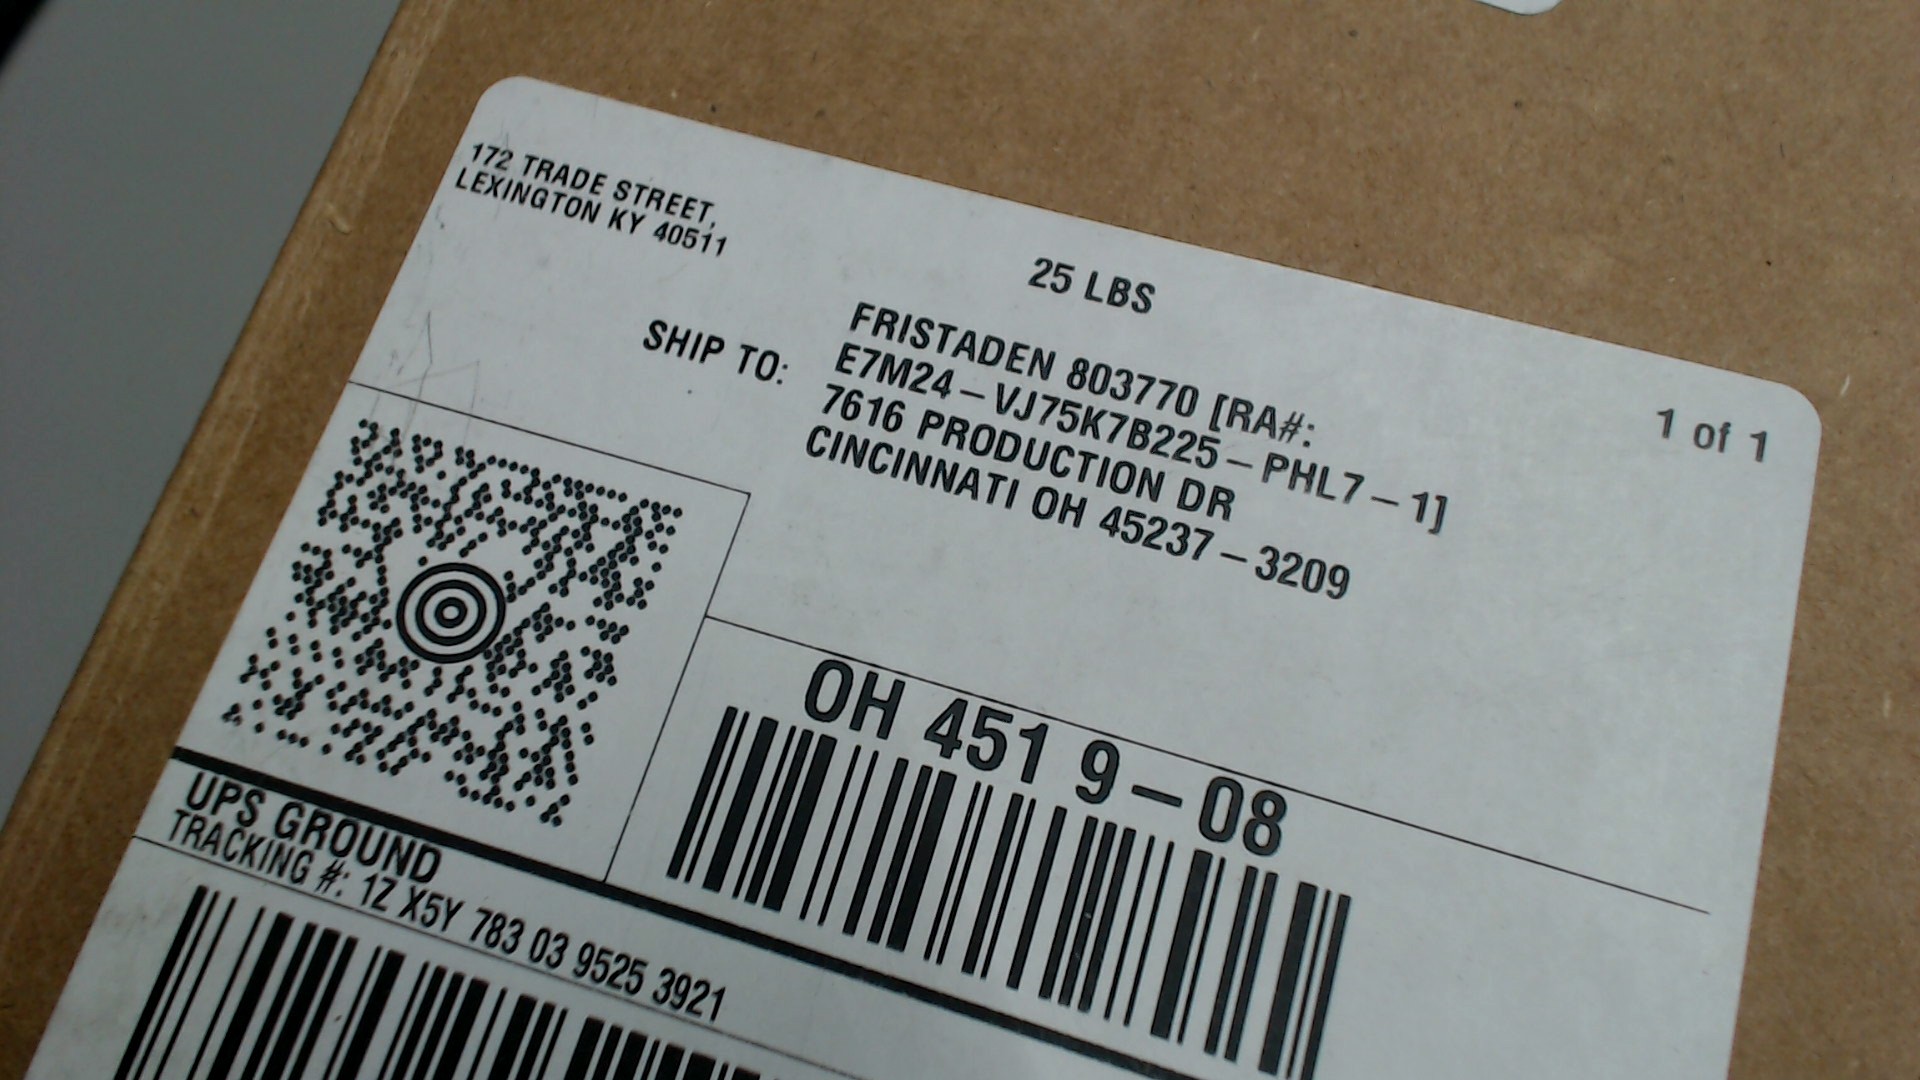 172 TRADE STREET,
LEXINGTON KY 40511
25 LBS
1 of 1
SHIP TO:
FRISTADEN 803770 [RA#:
E7M24-VJ75K7B225-PHL7-1]
7616 PRODUCTION DR
CINCINNATI OH 45237-3209
OH 451 9-08
UPS GROUND
TRACKING #: 1Z X5Y 783 03 9525 3921